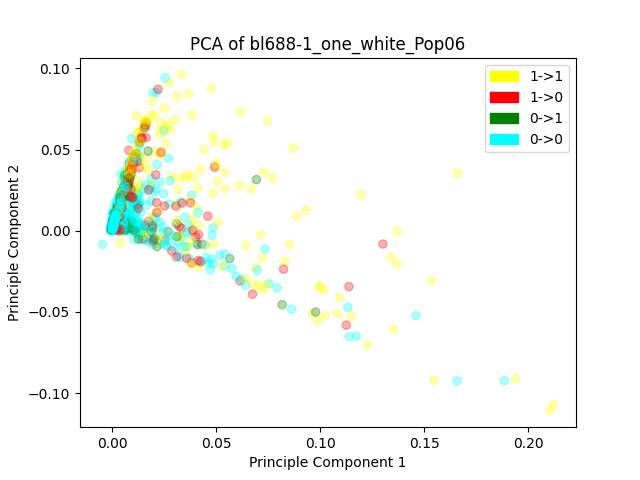 PCA of bl688-1_one_white_Pop06
Principle Component 2
0.10
0.05
0.00
−0.05
−0.10
1->1
1->0
0->1
0->0
0.00 0.05 0.10 0.15 0.20
Principle Component 1